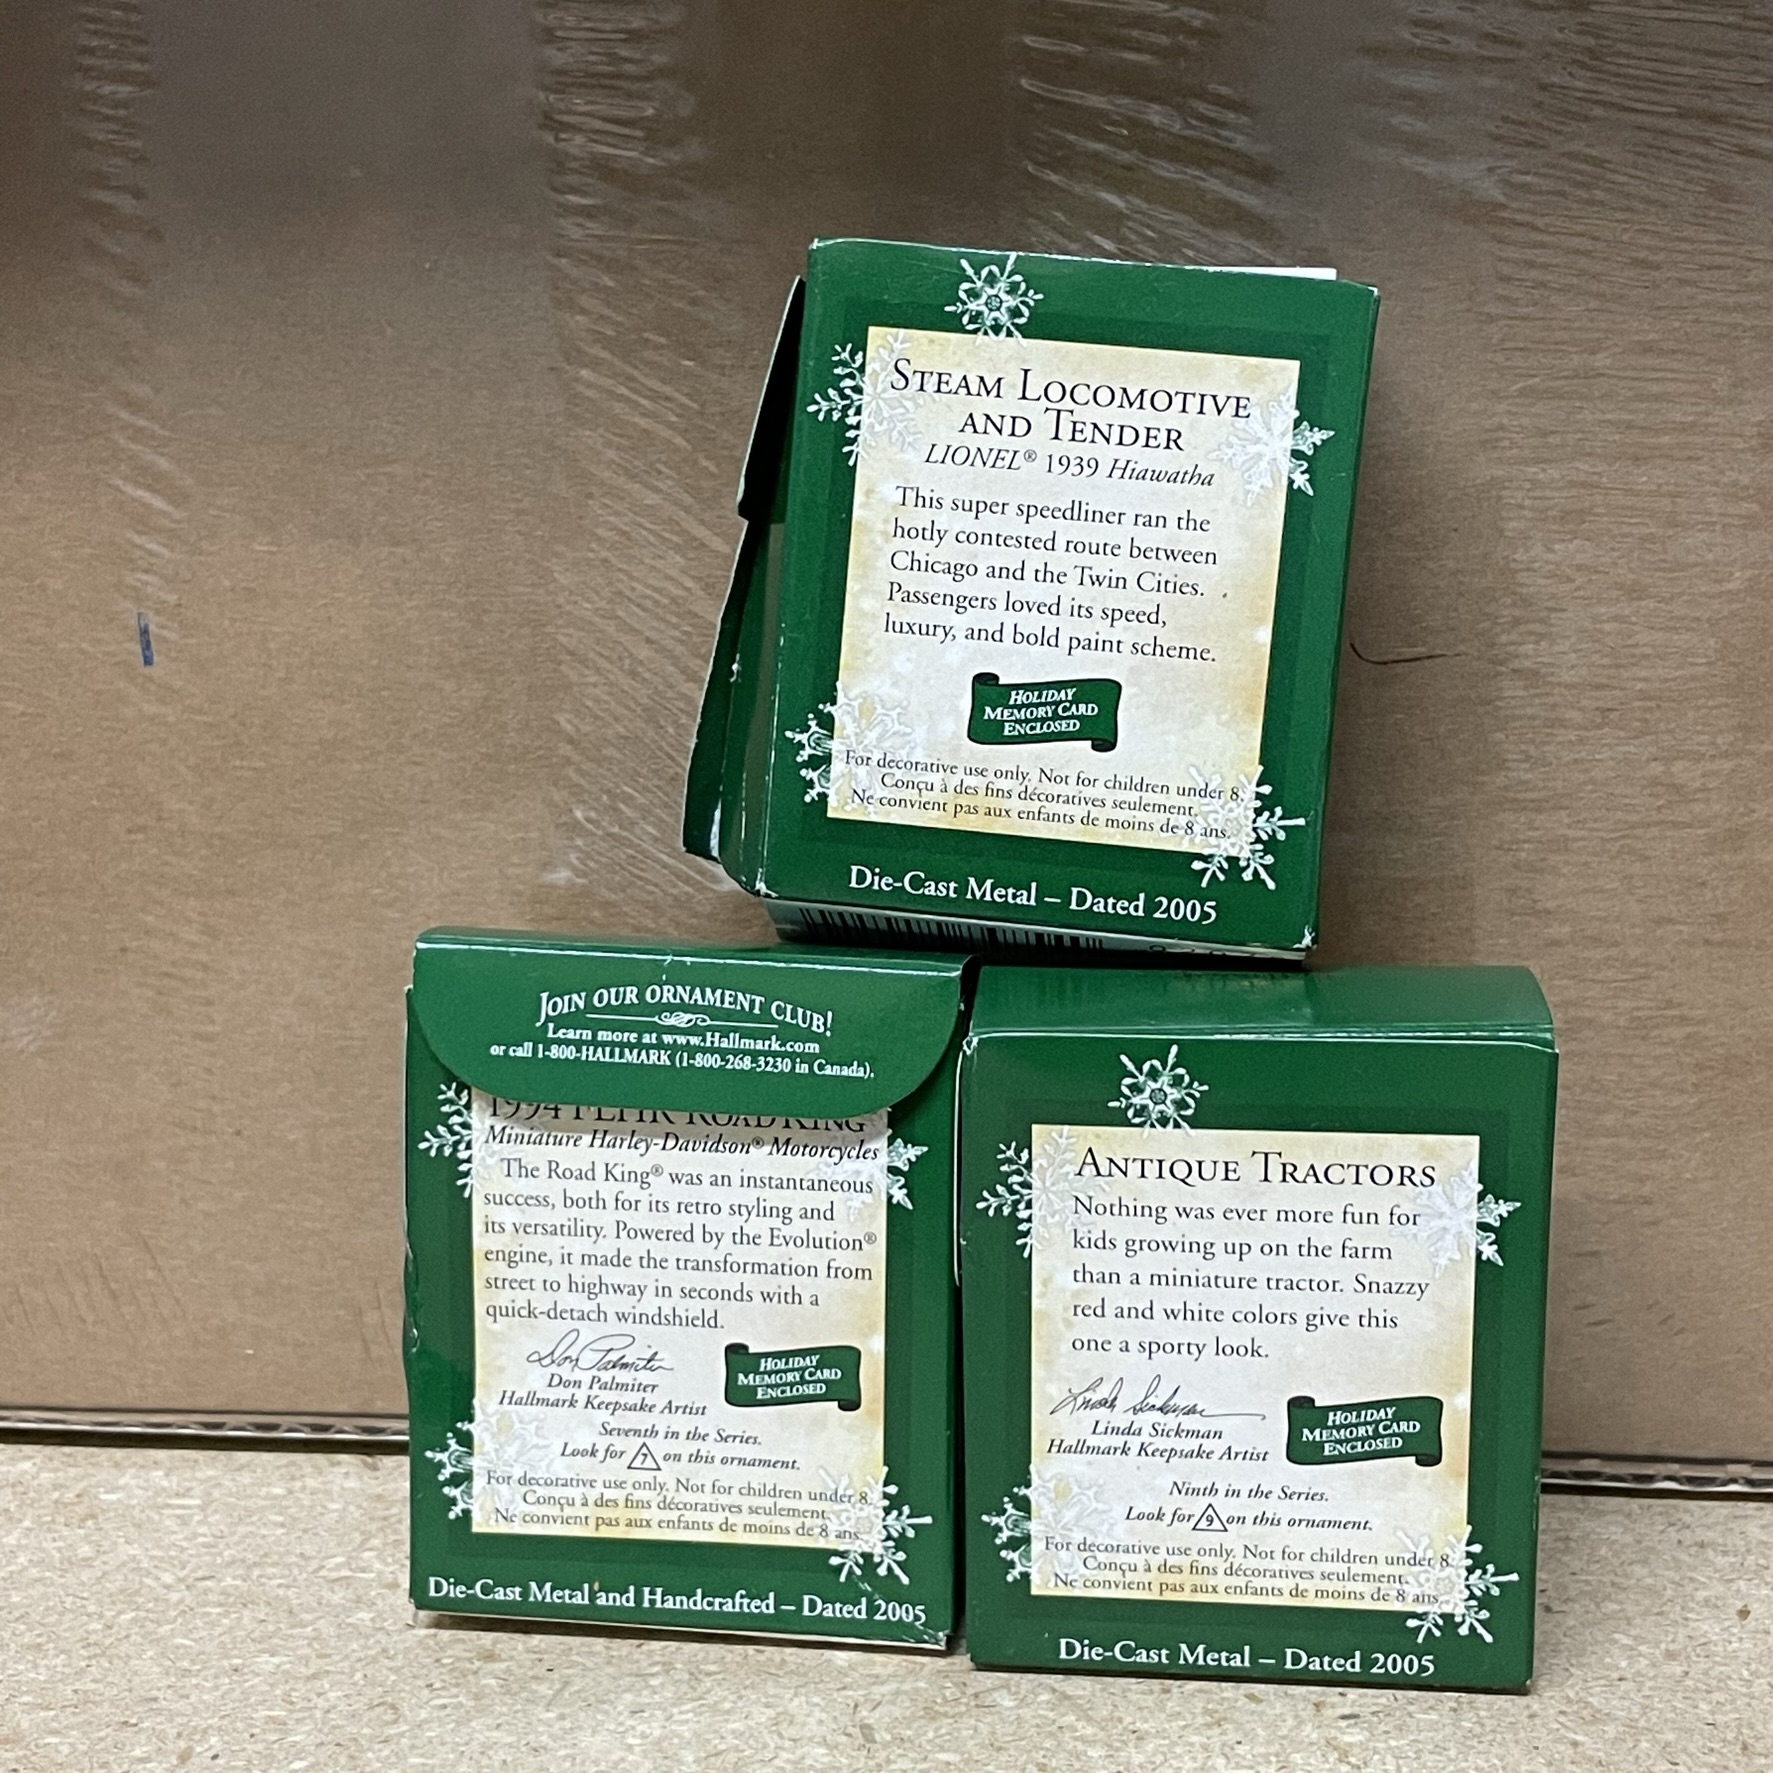 STEAM LOCOMOTIVE
AND TENDER
LIONEL® 1939 Hiawatha
This super speedliner ran the
hotly contested route between
Chicago and the Twin Cities.
Passengers loved its speed,
luxury, and bold paint scheme.
HOLIDAY
MEMORY CARD
ENCLOSED
For decorative use only. Not for children under 8.
Conçu à des fins décoratives seulement.
Ne convient pas aux enfants de moins de 8 ans.
Die-Cast Metal – Dated 2005
JOIN OUR ORNAMENT CLUB!
Learn more at www.Hallmark.com
or call 1-800-HALLMARK (1-800-268-3230 in Canada).
1994 FLHR ROAD KING
Miniature Harley-Davidson® Motorcycles
The Road King® was an instantaneous
success, both for its retro styling and
its versatility. Powered by the Evolution®
engine, it made the transformation from
street to highway in seconds with a
quick-detach windshield.
Don Palmiter
HOLIDAY
MEMORY CARD
ENCLOSED
Don Palmiter
Hallmark Keepsake Artist
Seventh in the Series.
Look for 7 on this ornament.
For decorative use only. Not for children under 8.
Conçu à des fins décoratives seulement.
Ne convient pas aux enfants de moins de 8 ans.
Die-Cast Metal and Handcrafted – Dated 2005
ANTIQUE TRACTORS
Nothing was ever more fun for
kids growing up on the farm
than a miniature tractor. Snazzy
red and white colors give this
one a sporty look.
Linda Sickman
HOLIDAY
MEMORY CARD
ENCLOSED
Linda Sickman
Hallmark Keepsake Artist
Ninth in the Series.
Look for 9 on this ornament.
For decorative use only. Not for children under 8.
Conçu à des fins décoratives seulement.
Ne convient pas aux enfants de moins de 8 ans.
Die-Cast Metal – Dated 2005